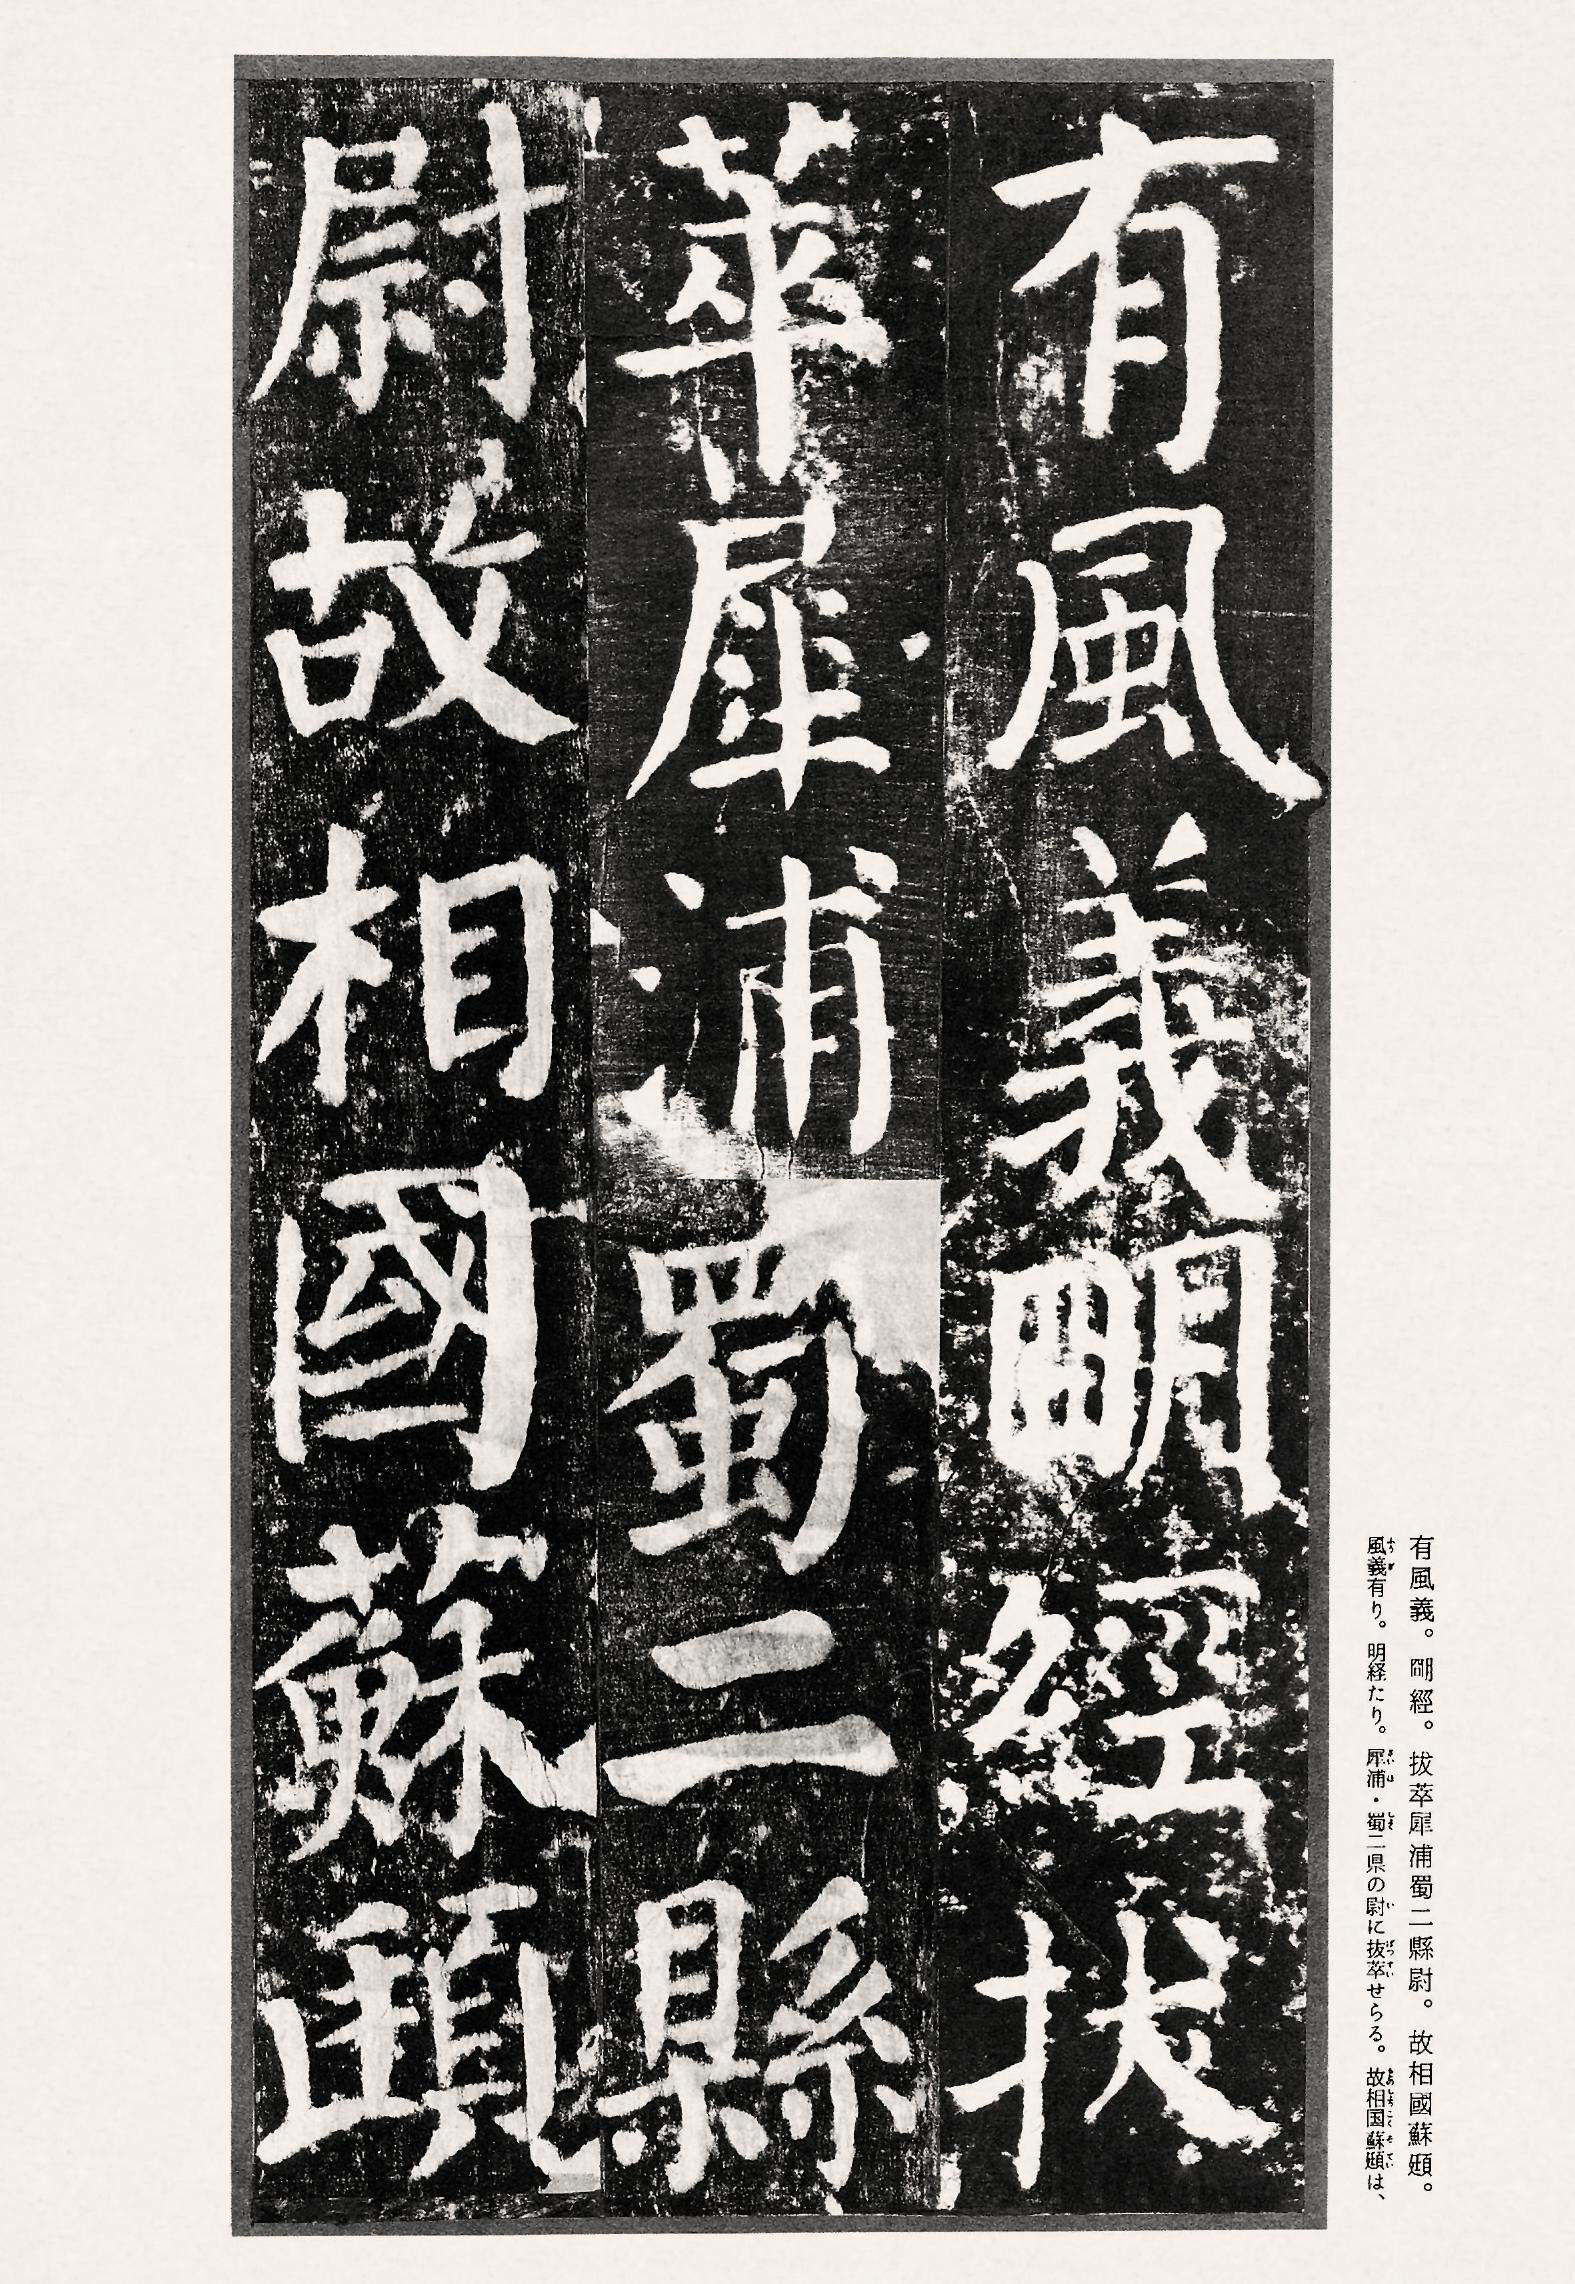 有風義。朙經。拔萃犀浦蜀二縣尉。故相國蘇頲。
風義有り。明経たり。犀浦・蜀二県の尉に抜萃せらる。故相国蘇頲は、
有風義明經拔
萃犀浦蜀二縣
尉故相國蘇頲